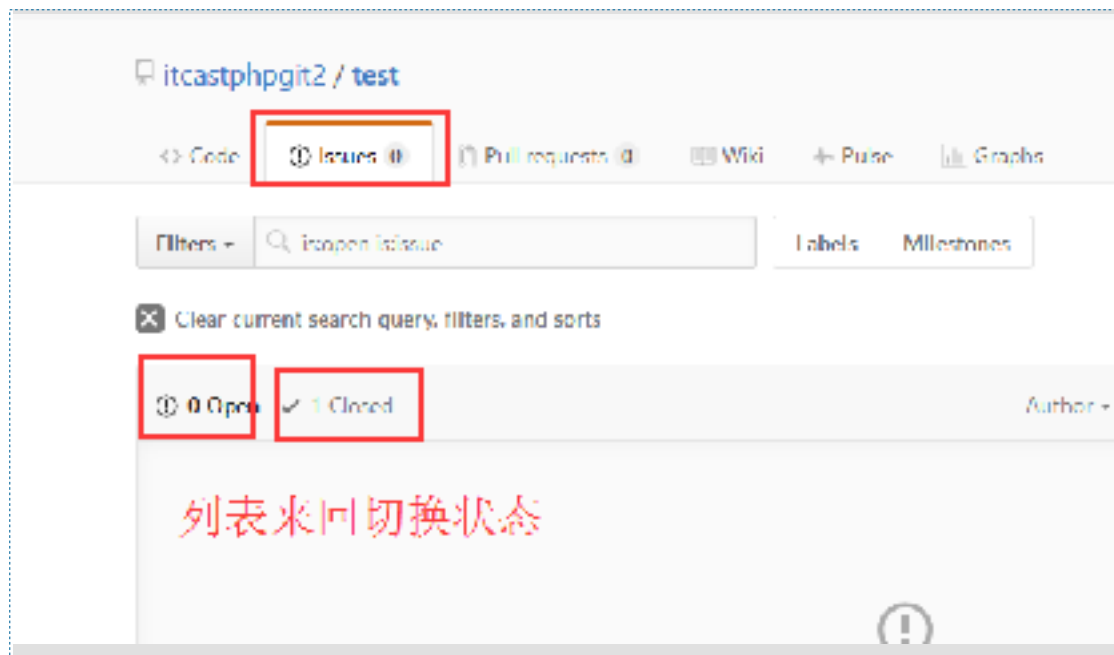 itcastphpgit2 / test
Code Issues 0 Pull requests 0 Wiki Pulse Graphs
Filters is:open is:issue Labels Milestones
Clear current search query, filters, and sorts
0 Open 1 Closed Author
列表来回切换状态